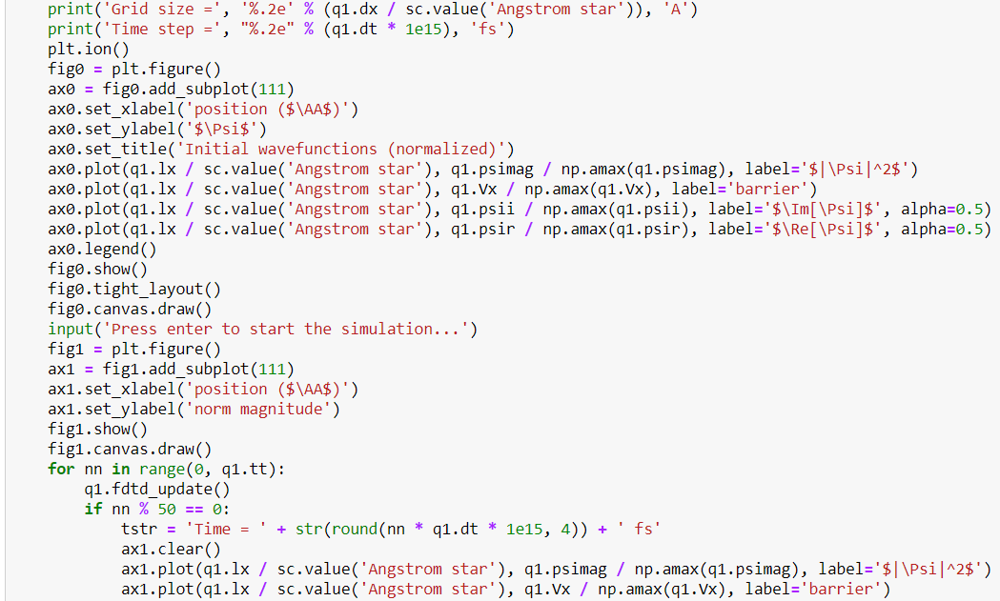 print('Grid size =', '%.2e' % (q1.dx / sc.value('Angstrom star')), 'A')
print('Time step =', "%.2e" % (q1.dt * 1e15), 'fs')
plt.ion()
fig0 = plt.figure()
ax0 = fig0.add_subplot(111)
ax0.set_xlabel('position ($\AA$)')
ax0.set_ylabel('$\Psi$')
ax0.set_title('Initial wavefunctions (normalized)')
ax0.plot(q1.lx / sc.value('Angstrom star'), q1.psimag / np.amax(q1.psimag), label='$|\Psi|^2$')
ax0.plot(q1.lx / sc.value('Angstrom star'), q1.Vx / np.amax(q1.Vx), label='barrier')
ax0.plot(q1.lx / sc.value('Angstrom star'), q1.psii / np.amax(q1.psii), label='$\Im[\Psi]$', alpha=0.5)
ax0.plot(q1.lx / sc.value('Angstrom star'), q1.psir / np.amax(q1.psir), label='$\Re[\Psi]$', alpha=0.5)
ax0.legend()
fig0.show()
fig0.tight_layout()
fig0.canvas.draw()
input('Press enter to start the simulation...')
fig1 = plt.figure()
ax1 = fig1.add_subplot(111)
ax1.set_xlabel('position ($\AA$)')
ax1.set_ylabel('norm magnitude')
fig1.show()
fig1.canvas.draw()
for nn in range(0, q1.tt):
    q1.fdtd_update()
    if nn % 50 == 0:
        tstr = 'Time = ' + str(round(nn * q1.dt * 1e15, 4)) + ' fs'
        ax1.clear()
        ax1.plot(q1.lx / sc.value('Angstrom star'), q1.psimag / np.amax(q1.psimag), label='$|\Psi|^2$')
        ax1.plot(q1.lx / sc.value('Angstrom star'), q1.Vx / np.amax(q1.Vx), label='barrier')